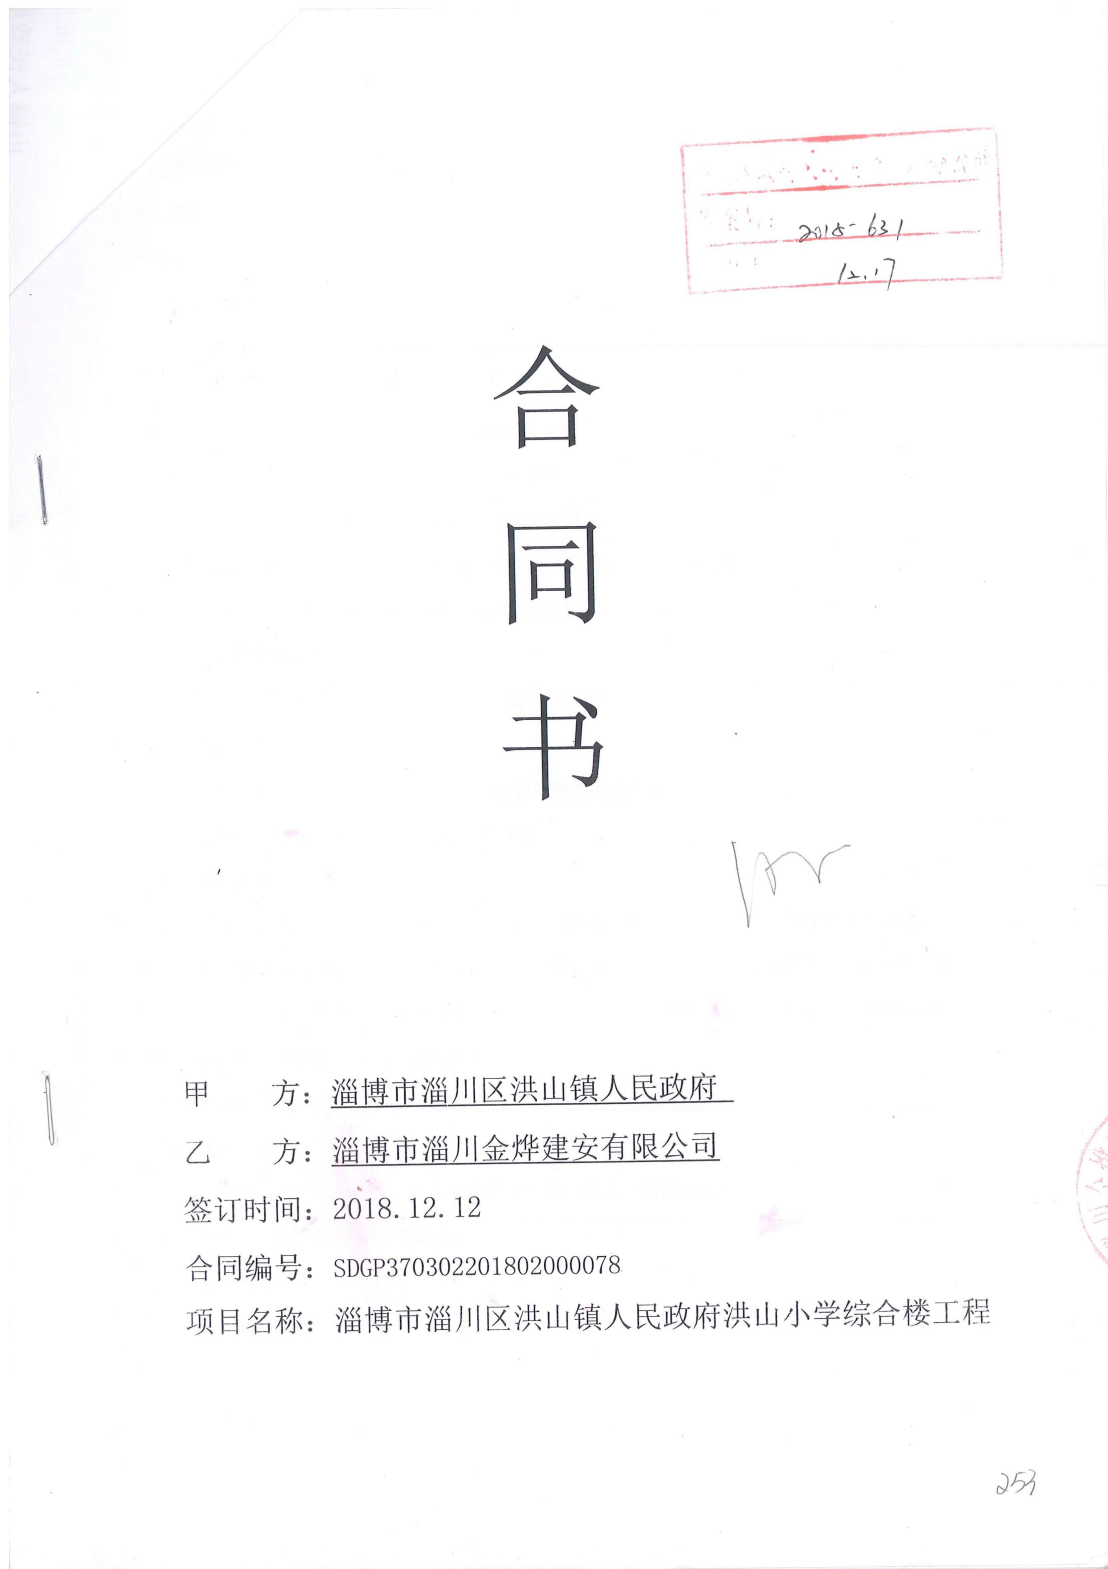 2018-631
12.17
合
同
书
甲 方：淄博市淄川区洪山镇人民政府
乙 方：淄博市淄川金烨建安有限公司
签订时间：2018.12.12
合同编号：SDGP370302201802000078
项目名称：淄博市淄川区洪山镇人民政府洪山小学综合楼工程
253